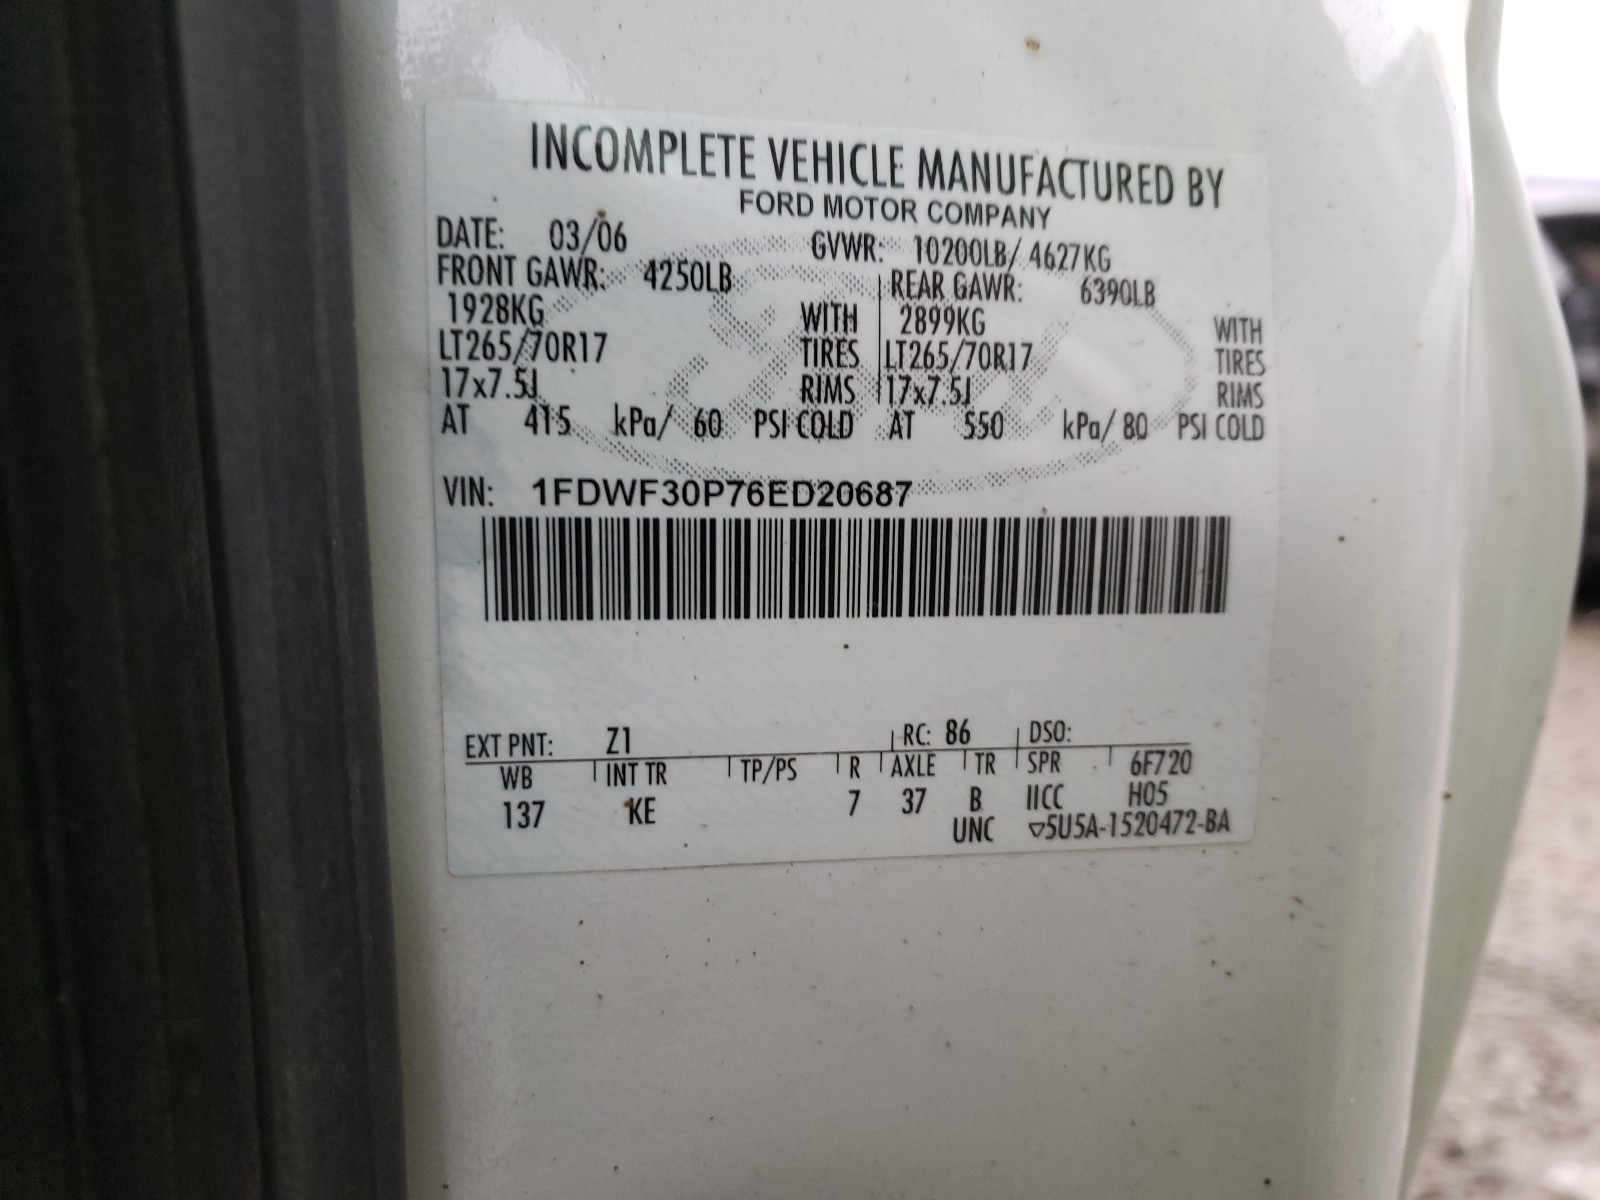 INCOMPLETE VEHICLE MANUFACTURED BY
FORD MOTOR COMPANY
DATE: 03/06 GVWR: 10200LB/ 4627KG
FRONT GAWR: 4250LB REAR GAWR: 6390LB
1928KG WITH 2899KG WITH
LT265/70R17 TIRES LT265/70R17 TIRES
17x7.5J RIMS 17x7.5J RIMS
AT 415 kPa/ 60 PSI COLD AT 550 kPa/ 80 PSI COLD
VIN: 1FDWF30P76ED20687
EXT PNT: Z1 RC: 86 DSO:
WB INT TR TP/PS R AXLE TR SPR 6F720
137 KE 7 37 B IICC H05
UNC ▽5U5A-1520472-BA